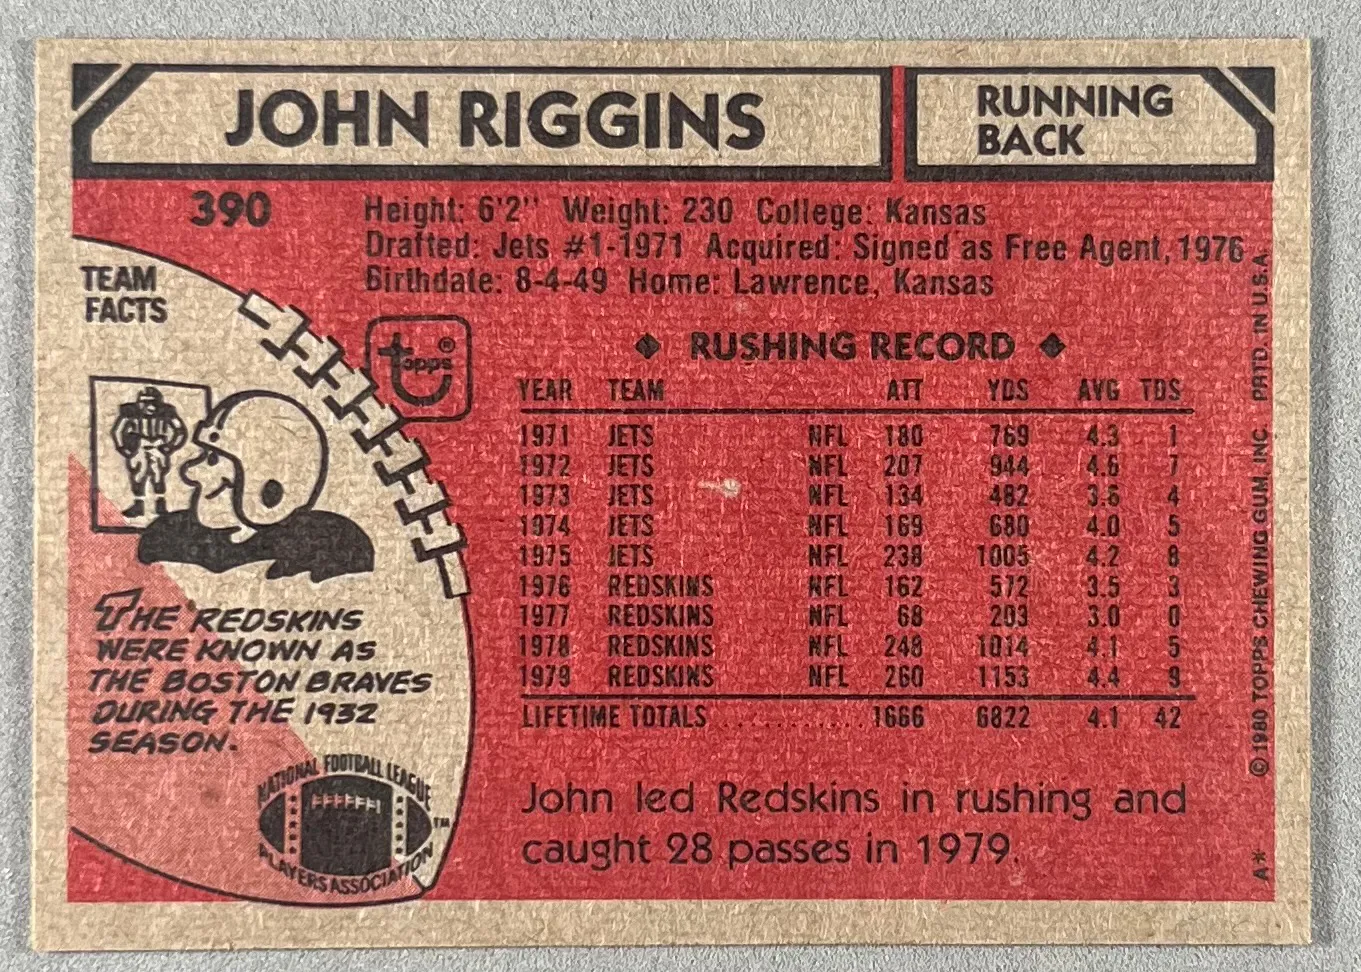 JOHN RIGGINS
RUNNING
BACK
390
Height: 6'2" Weight: 230 College: Kansas
Drafted: Jets #1-1971 Acquired: Signed as Free Agent, 1976
Birthdate: 8-4-49 Home: Lawrence, Kansas
TEAM
FACTS
topps®
◆ RUSHING RECORD ◆
YEAR TEAM ATT YDS AVG TDS
1971 JETS NFL 180 769 4.3 1
1972 JETS NFL 207 944 4.6 7
1973 JETS NFL 134 482 3.6 4
1974 JETS NFL 169 680 4.0 5
1975 JETS NFL 238 1005 4.2 8
1976 REDSKINS NFL 162 572 3.5 3
1977 REDSKINS NFL 68 203 3.0 0
1978 REDSKINS NFL 248 1014 4.1 5
1979 REDSKINS NFL 260 1153 4.4 9
LIFETIME TOTALS ........... 1666 6822 4.1 42
THE REDSKINS
WERE KNOWN AS
THE BOSTON BRAVES
DURING THE 1932
SEASON.
NATIONAL FOOTBALL LEAGUE
PLAYERS ASSOCIATION
TM
John led Redskins in rushing and
caught 28 passes in 1979.
A* ©1980 TOPPS CHEWING GUM, INC PRTD. IN U.S.A.